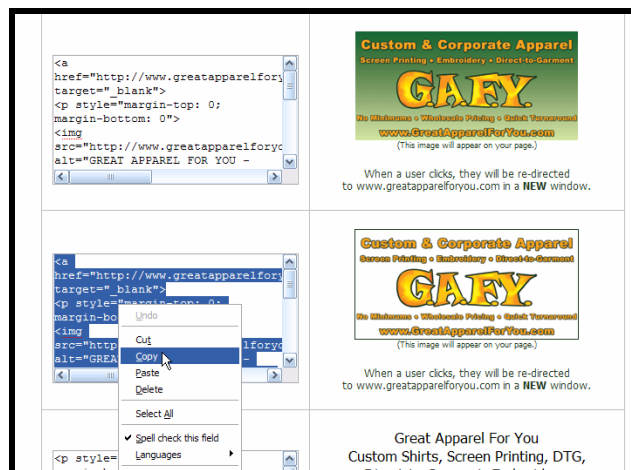 <a
href="http://www.greatapparelfory
target="_blank">
<p style="margin-top: 0;
margin-bottom: 0">
<img
src="http://www.greatapparelforyo
alt="GREAT APPAREL FOR YOU -
Custom & Corporate Apparel
Screen Printing • Embroidery • Direct-to-Garment
G.A.F.Y.
No Minimums • Wholesale Pricing • Quick Turnaround
www.GreatApparelForYou.com
(This image will appear on your page.)
When a user clicks, they will be re-directed
to www.greatapparelforyou.com in a NEW window.
<a
href="http://www.greatapparelfory
target="_blank">
<p style="margin-top: 0;
margin-bo
<img
src="http
lforyo
alt="GREA
-
Undo
Cut
Copy
Paste
Delete
Select All
Spell check this field
Languages
Custom & Corporate Apparel
Screen Printing • Embroidery • Direct-to-Garment
G.A.F.Y.
No Minimums • Wholesale Pricing • Quick Turnaround
www.GreatApparelForYou.com
(This image will appear on your page.)
When a user clicks, they will be re-directed
to www.greatapparelforyou.com in a NEW window.
<p style=
Great Apparel For You
Custom Shirts, Screen Printing, DTG,